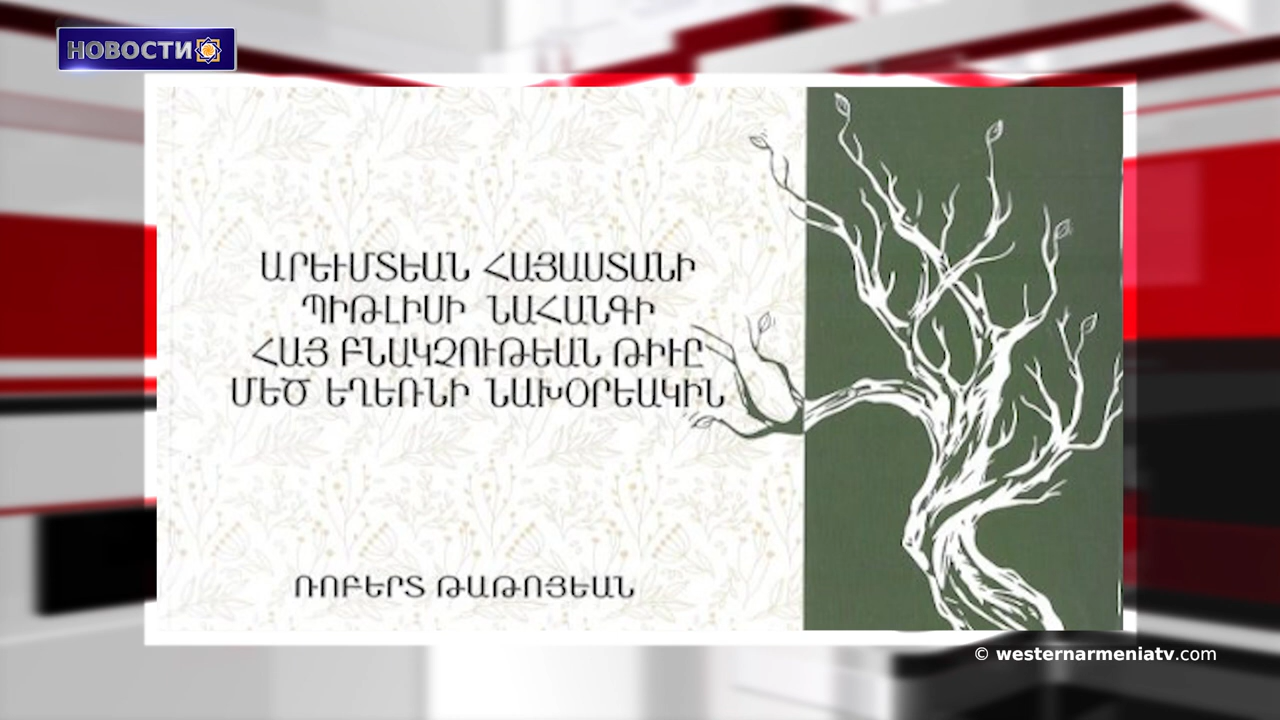 НОВОСТИ
ԱՐԵՒՄՏԵԱՆ ՀԱՅԱՍՏԱՆԻ
ՊԻԹԼԻՍԻ ՆԱՀԱՆԳԻ
ՀԱՅ ԲՆԱԿՉՈՒԹԵԱՆ ԹԻՒԸ
ՄԵԾ ԵՂԵՌՆԻ ՆԱԽՕՐԵԱԿԻՆ
ՌՈԲԵՐՏ ԹԱԹՈՅԵԱՆ
© westernarmeniatv.com